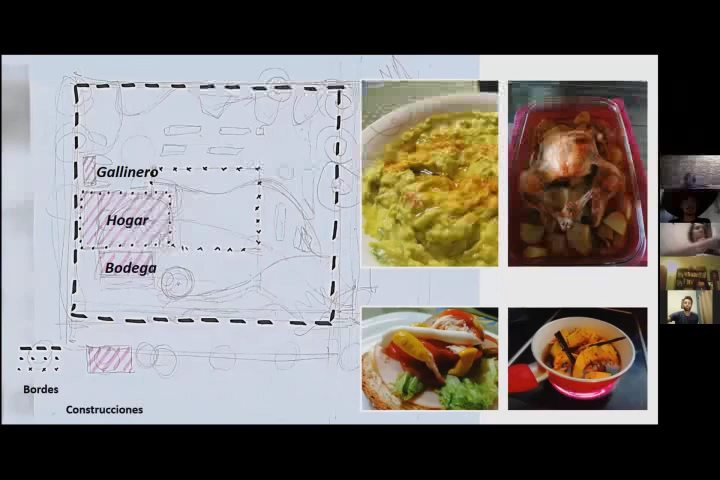 Gallinero
Hogar
Bodega
Bordes
Construcciones